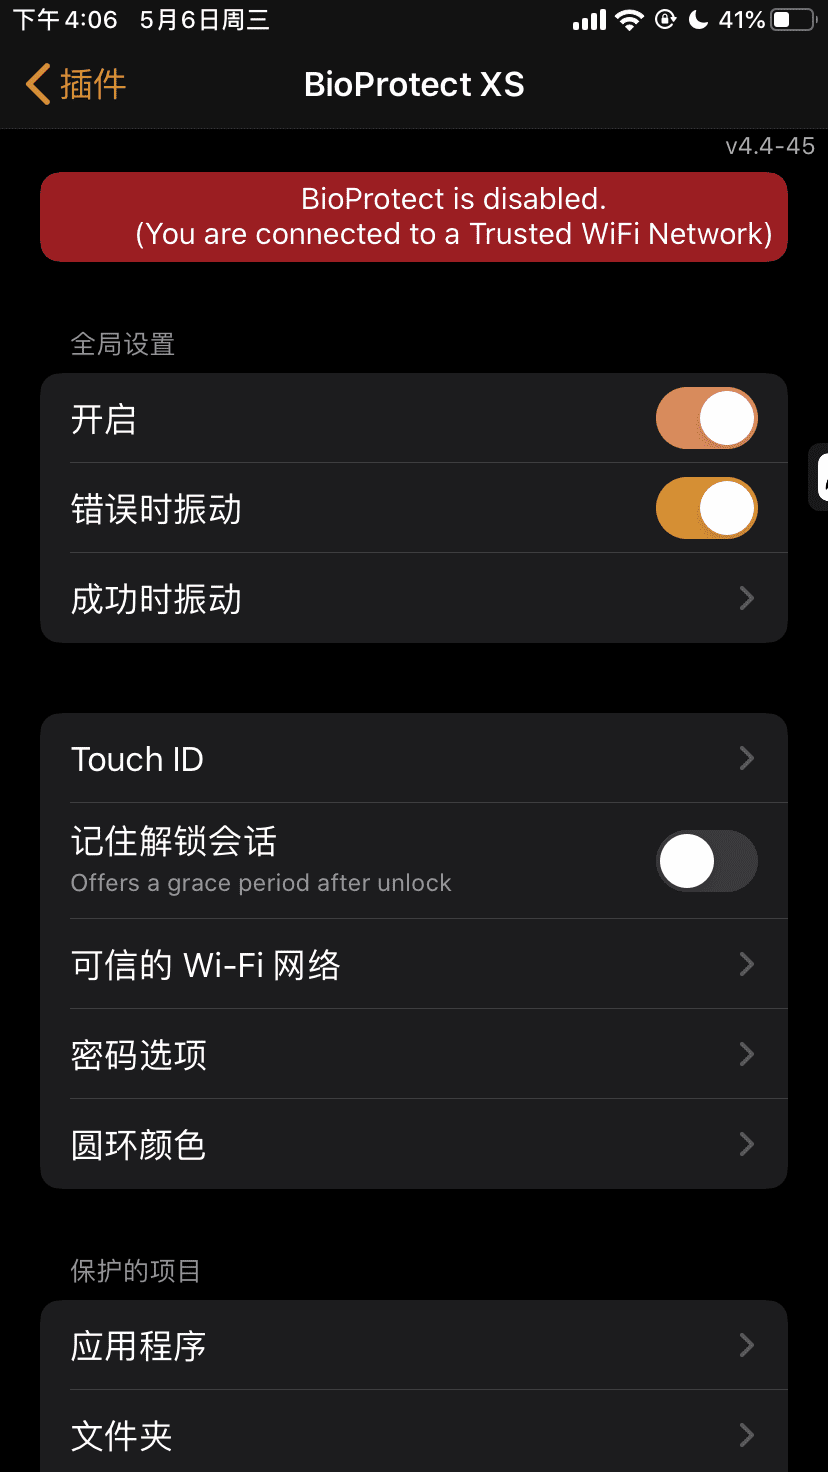 下午4:06 5月6日周三 41%
插件 BioProtect XS
v4.4-45
BioProtect is disabled.
(You are connected to a Trusted WiFi Network)
全局设置
开启
错误时振动
成功时振动
Touch ID
记住解锁会话
Offers a grace period after unlock
可信的 Wi-Fi 网络
密码选项
圆环颜色
保护的项目
应用程序
文件夹